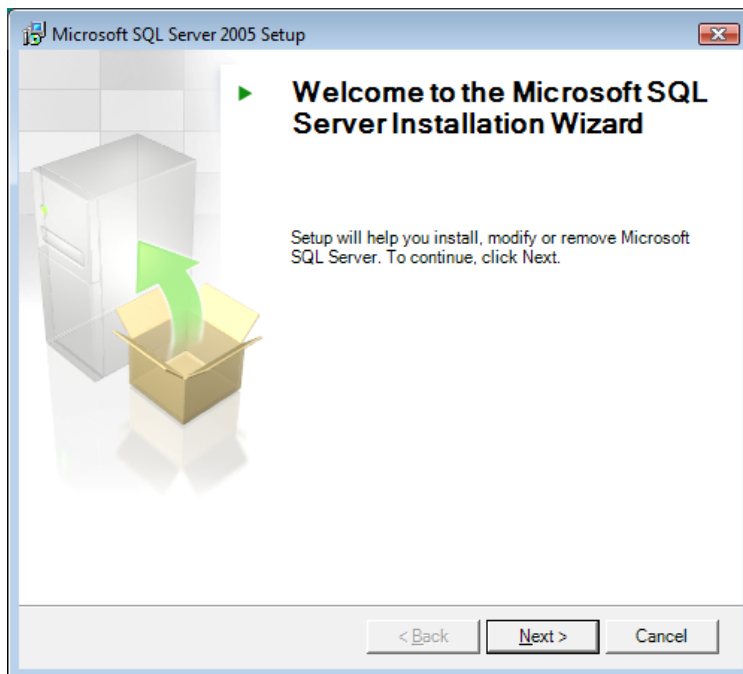 Microsoft SQL Server 2005 Setup
Welcome to the Microsoft SQL
Server Installation Wizard
Setup will help you install, modify or remove Microsoft
SQL Server. To continue, click Next.
< Back Next > Cancel